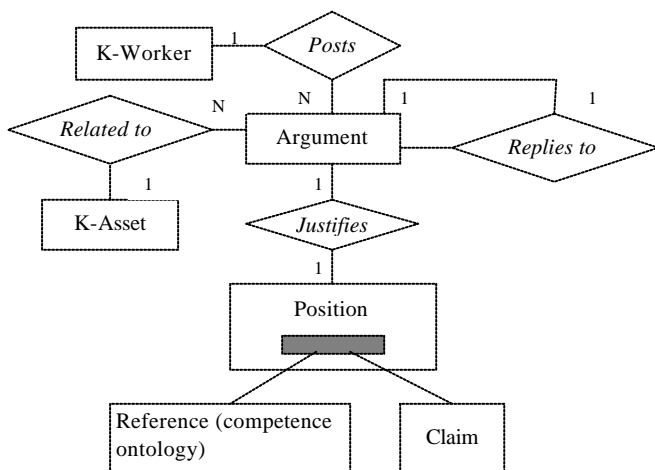 Posts
1
K-Worker
N
N
1
1
Related to
Argument
Replies to
1
1
K-Asset
Justifies
1
Position
Reference (competence
ontology)
Claim